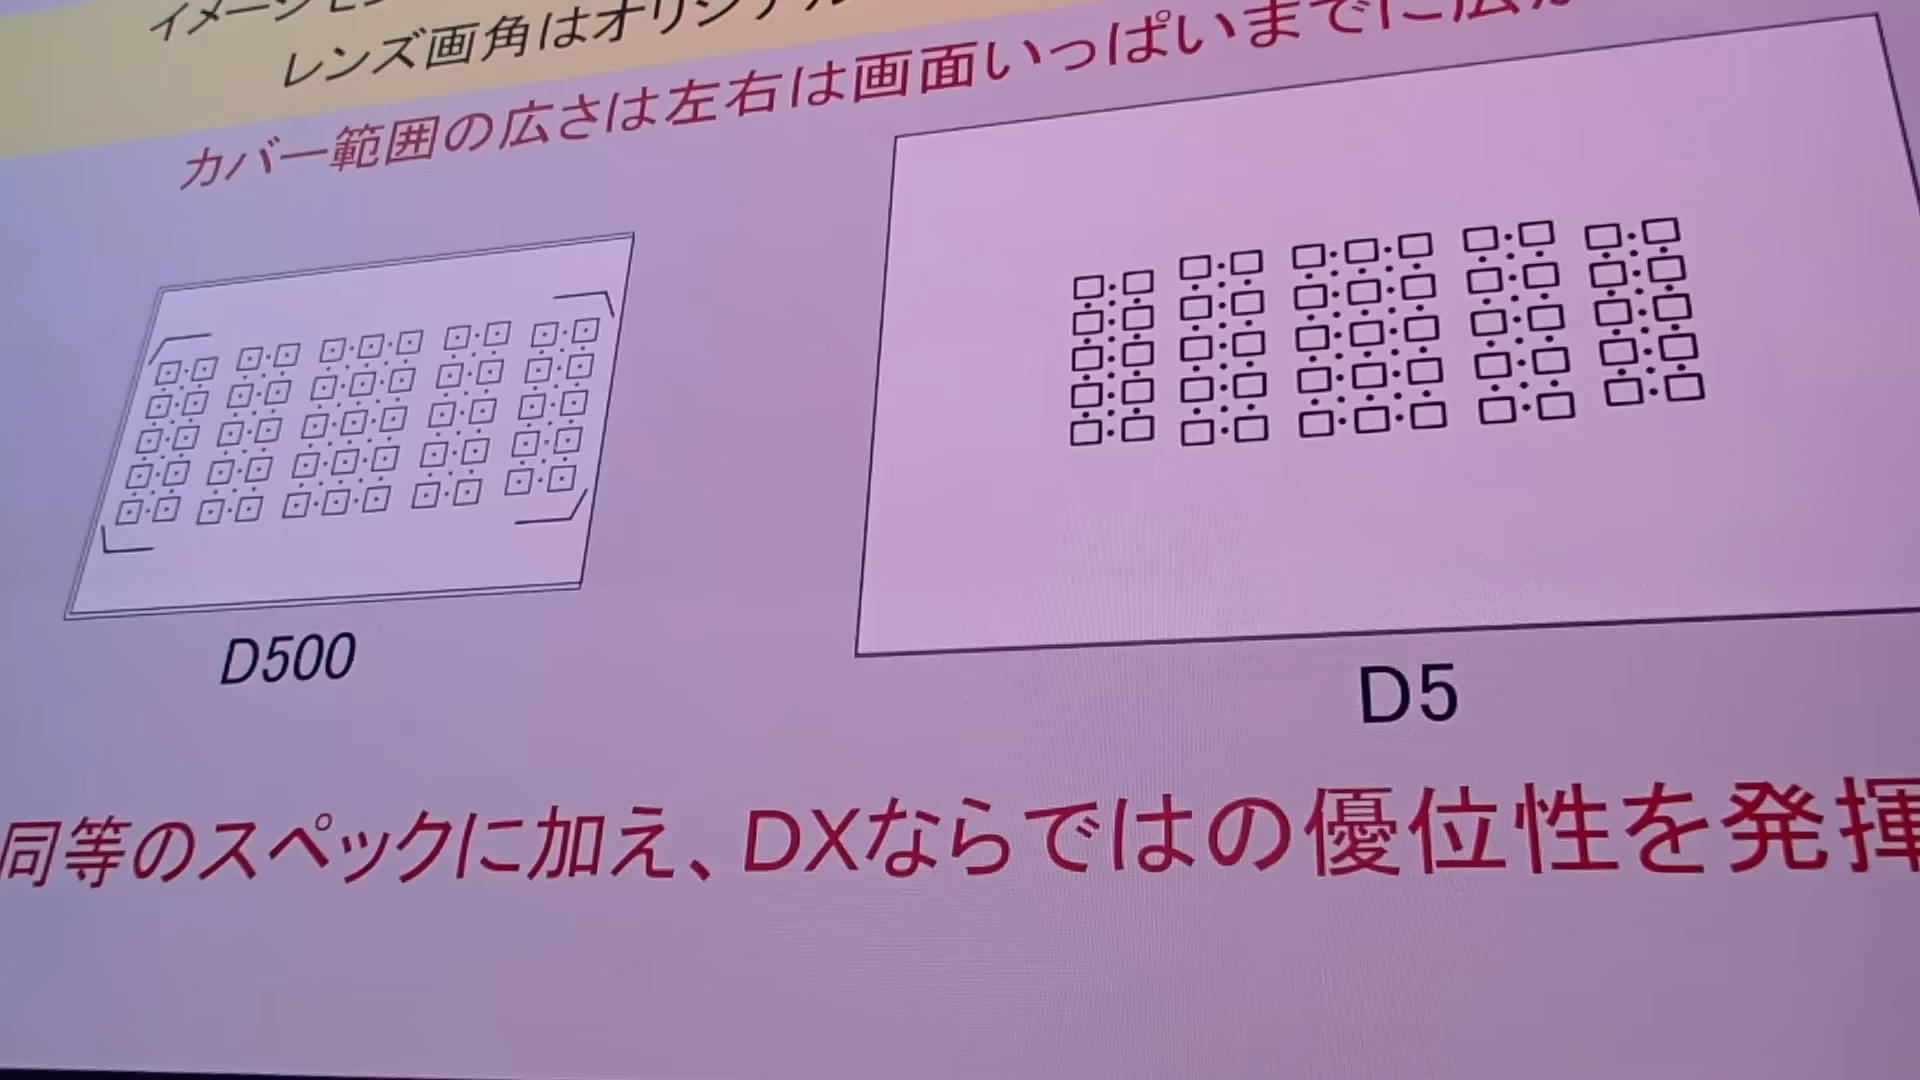 レンズ画角はオリジナル
カバー範囲の広さは左右は画面いっぱいまでに広が
D500
D5
同等のスペックに加え、DXならではの優位性を発揮